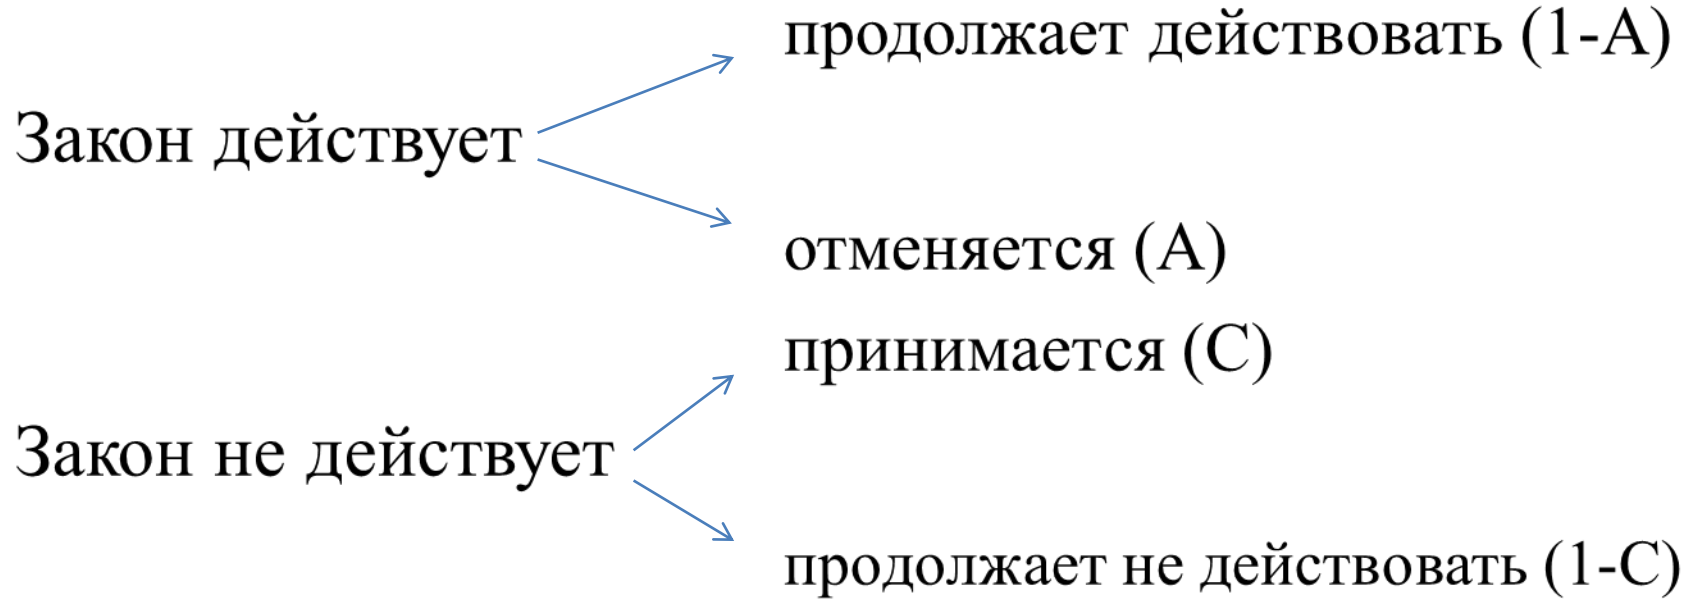 продолжает действовать (1-А)
Закон действует
отменяется (А)
принимается (С)
Закон не действует
продолжает не действовать (1-С)